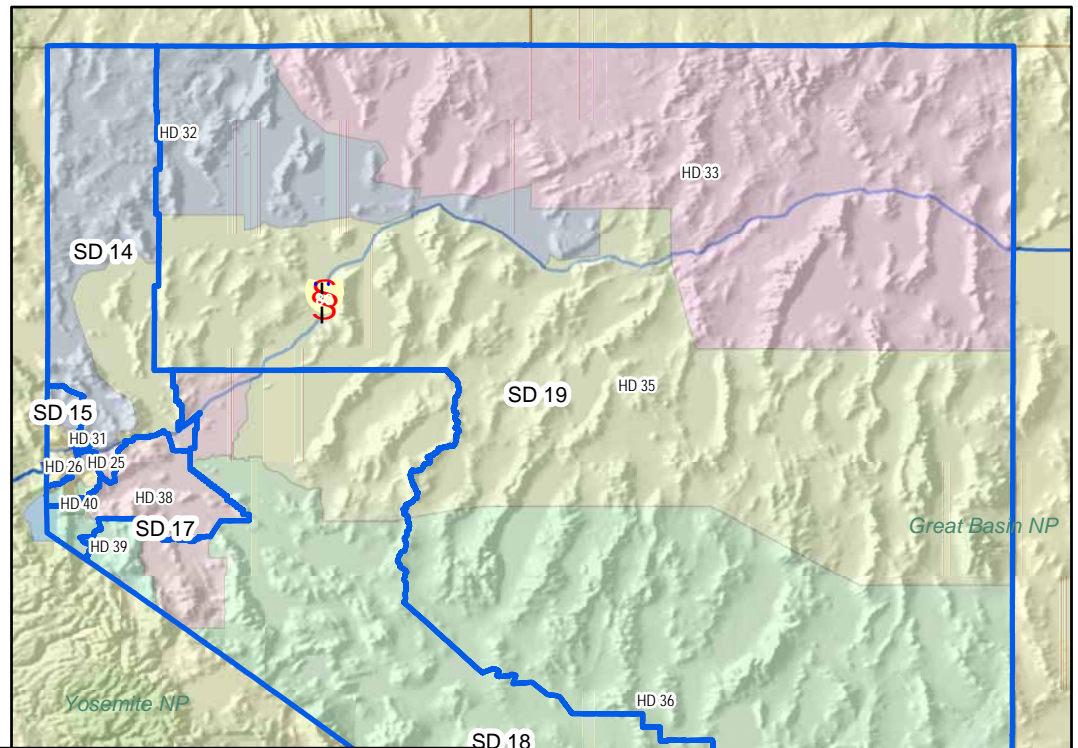 HD 32
HD 33
SD 14
SD 19
HD 35
SD 15
HD 31
HD 26
HD 25
HD 40
HD 38
SD 17
HD 39
Great Basin NP
Yosemite NP
HD 36
SD 18